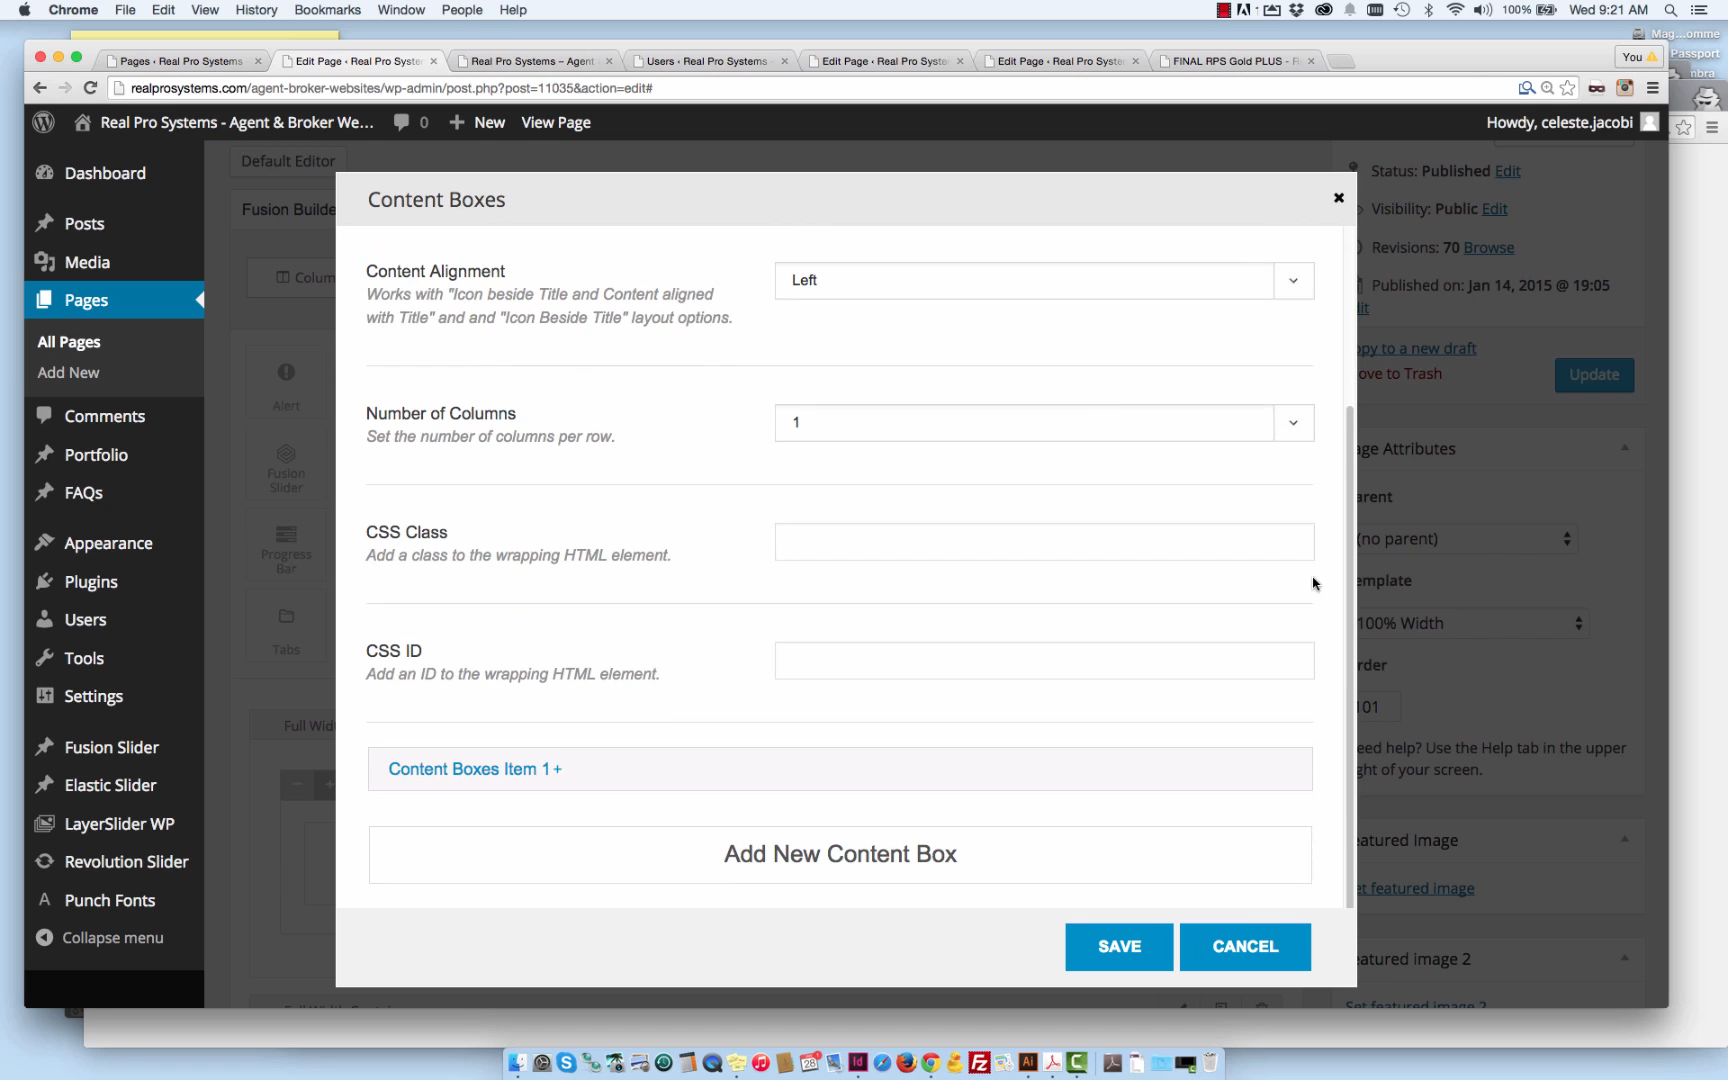 Chrome File Edit View History Bookmarks Window People Help
100% Wed 9:21 AM
Pages ‹ Real Pro Systems
Edit Page ‹ Real Pro Syste
Real Pro Systems – Agent
Users ‹ Real Pro Systems
Edit Page ‹ Real Pro Syste
Edit Page ‹ Real Pro Syste
FINAL RPS Gold PLUS - R
You
Passport
realprosystems.com/agent-broker-websites/wp-admin/post.php?post=11035&action=edit#
Real Pro Systems - Agent & Broker We...
0
New
View Page
Howdy, celeste.jacobi
Dashboard
Posts
Media
Pages
All Pages
Add New
Comments
Portfolio
FAQs
Appearance
Plugins
Users
Tools
Settings
Fusion Slider
Elastic Slider
LayerSlider WP
Revolution Slider
Punch Fonts
Collapse menu
Default Editor
Fusion Builde
Colum
Alert
Fusion
Slider
Progress
Bar
Tabs
Full Wid
Content Boxes
Content Alignment
Works with "Icon beside Title and Content aligned
with Title" and and "Icon Beside Title" layout options.
Left
Number of Columns
Set the number of columns per row.
1
CSS Class
Add a class to the wrapping HTML element.
CSS ID
Add an ID to the wrapping HTML element.
Content Boxes Item 1 +
Add New Content Box
SAVE
CANCEL
Status: Published Edit
Visibility: Public Edit
Revisions: 70 Browse
Published on: Jan 14, 2015 @ 19:05
dit
opy to a new draft
ove to Trash
Update
age Attributes
arent
(no parent)
emplate
100% Width
rder
101
eed help? Use the Help tab in the upper
ght of your screen.
eatured Image
et featured image
eatured image 2
Set featured image 2